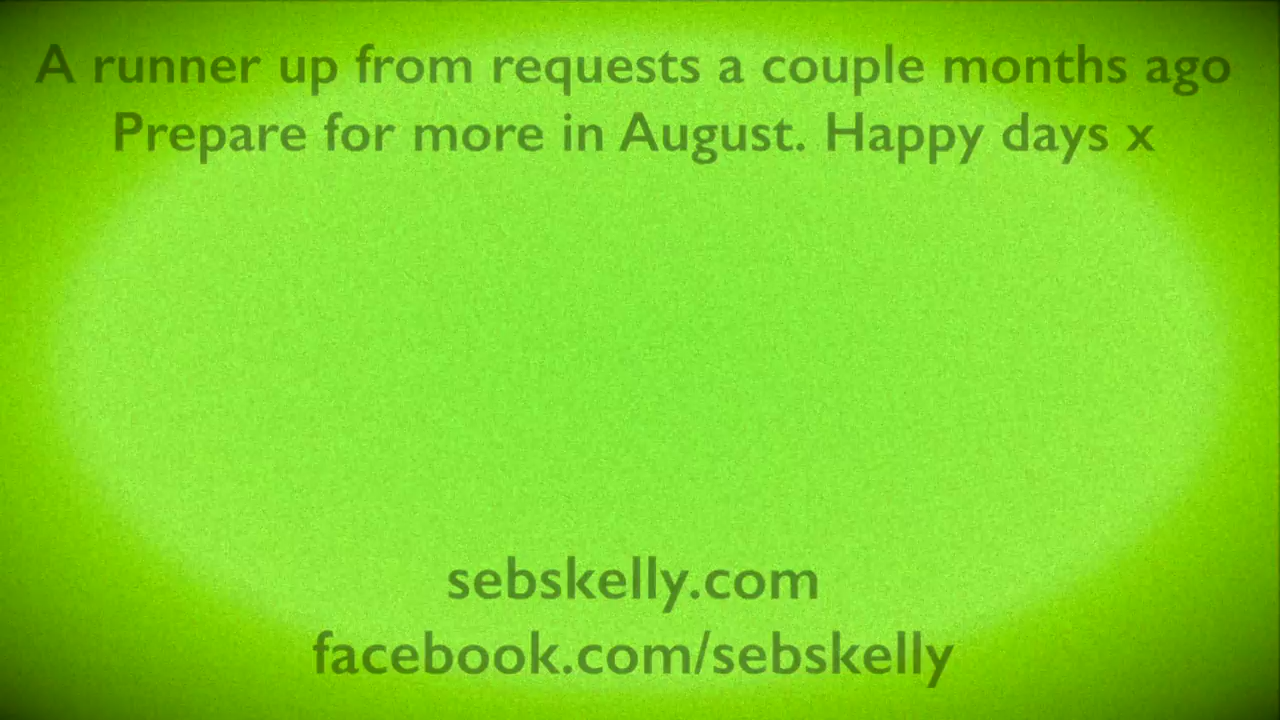 A runner up from requests a couple months ago
Prepare for more in August. Happy days x
sebskelly.com
facebook.com/sebskelly